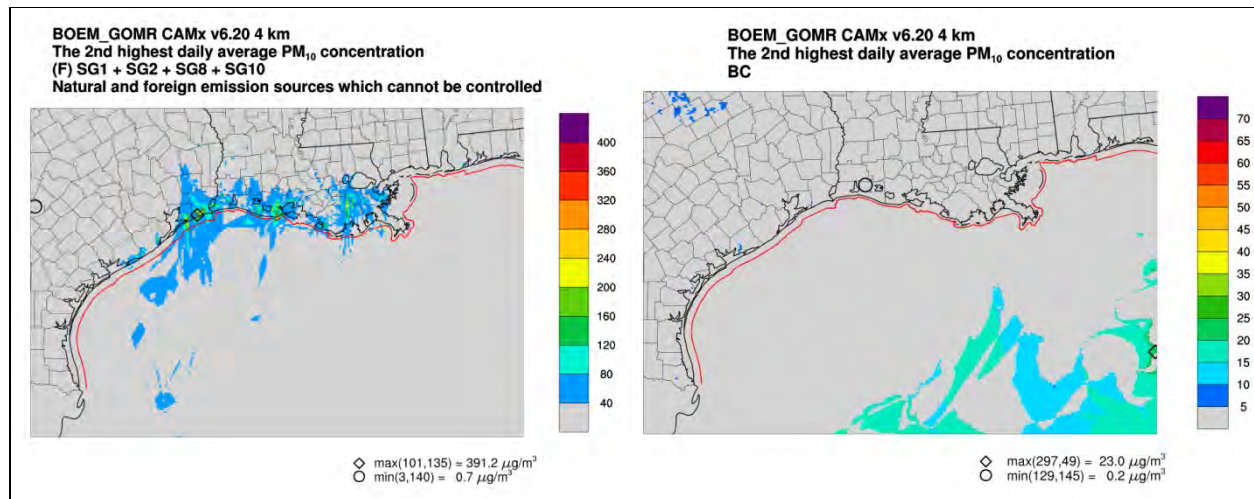 BOEM_GOMR CAMx v6.20 4 km
The 2nd highest daily average PM₁₀ concentration
(F) SG1 + SG2 + SG8 + SG10
Natural and foreign emission sources which cannot be controlled
400
360
320
280
240
200
160
120
80
40
max(101,135) = 391.2 μg/m³
min(3,140) = 0.7 μg/m³
BOEM_GOMR CAMx v6.20 4 km
The 2nd highest daily average PM₁₀ concentration
BC
70
65
60
55
50
45
40
35
30
25
20
15
10
5
max(297,49) = 23.0 μg/m³
min(129,145) = 0.2 μg/m³